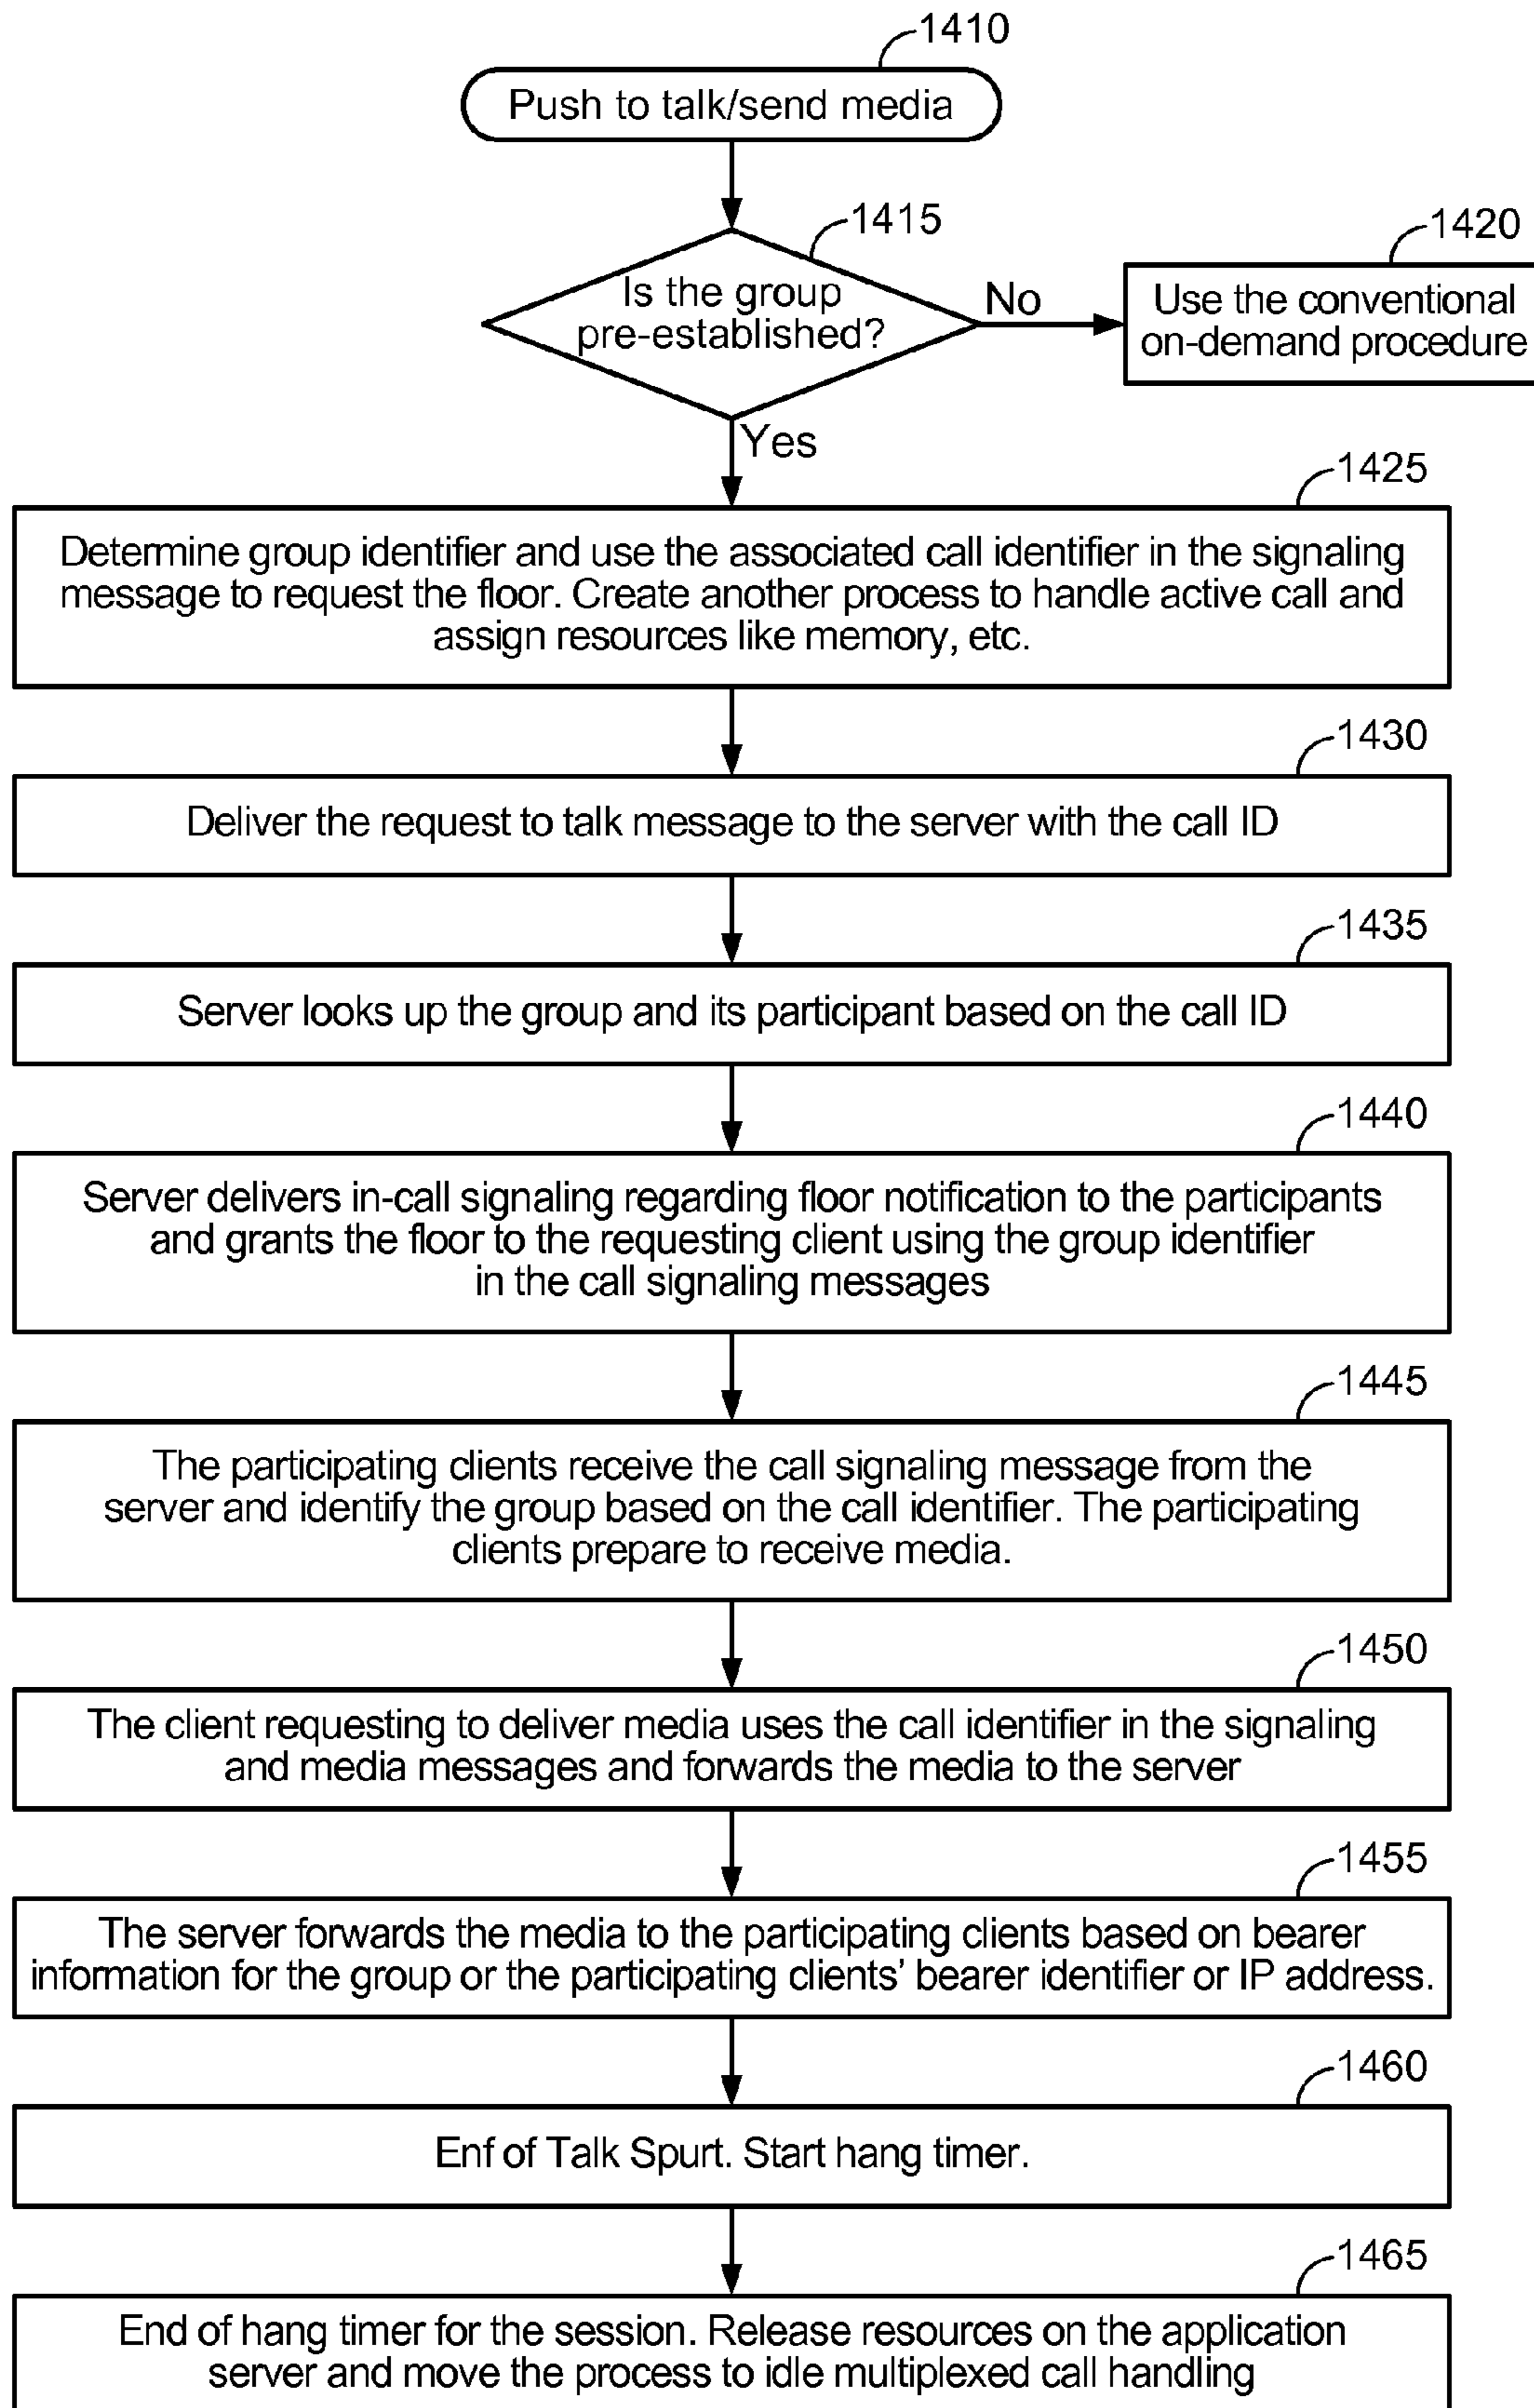 1410
Push to talk/send media
1415
Is the group
pre-established?
No
1420
Use the conventional
on-demand procedure
Yes
1425
Determine group identifier and use the associated call identifier in the signaling
message to request the floor. Create another process to handle active call and
assign resources like memory, etc.
1430
Deliver the request to talk message to the server with the call ID
1435
Server looks up the group and its participant based on the call ID
1440
Server delivers in-call signaling regarding floor notification to the participants
and grants the floor to the requesting client using the group identifier
in the call signaling messages
1445
The participating clients receive the call signaling message from the
server and identify the group based on the call identifier. The participating
clients prepare to receive media.
1450
The client requesting to deliver media uses the call identifier in the signaling
and media messages and forwards the media to the server
1455
The server forwards the media to the participating clients based on bearer
information for the group or the participating clients' bearer identifier or IP address.
1460
Enf of Talk Spurt. Start hang timer.
1465
End of hang timer for the session. Release resources on the application
server and move the process to idle multiplexed call handling